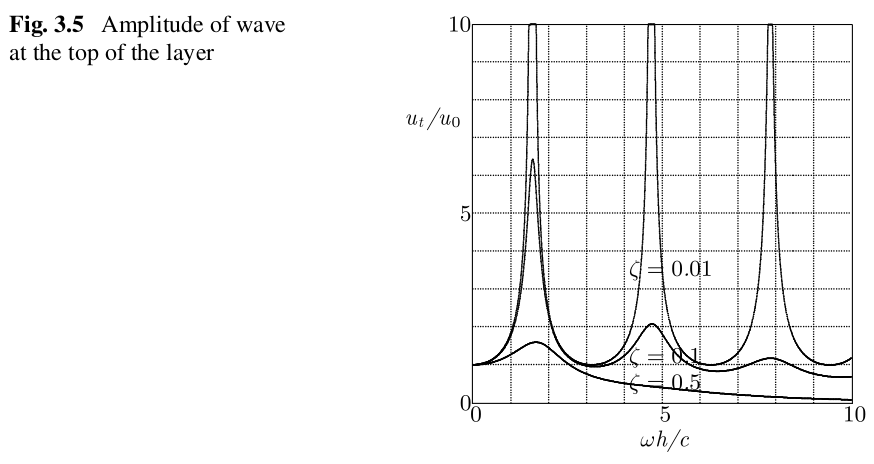 Fig. 3.5 Amplitude of wave
at the top of the layer
10
u_t/u_0
5
ζ = 0.01
ζ = 0.1
ζ = 0.5
0
0 5 10
ωh/c